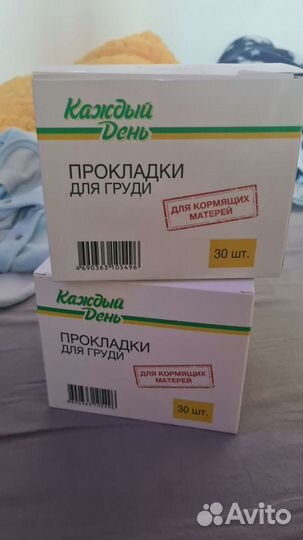 Каждый
День
ПРОКЛАДКИ
ДЛЯ ГРУДИ
ДЛЯ КОРМЯЩИХ
МАТЕРЕЙ
4690363105496
30 шт.
Каждый
День
ПРОКЛАДКИ
ДЛЯ ГРУДИ
ДЛЯ КОРМЯЩИХ
МАТЕРЕЙ
30 шт.
Avito